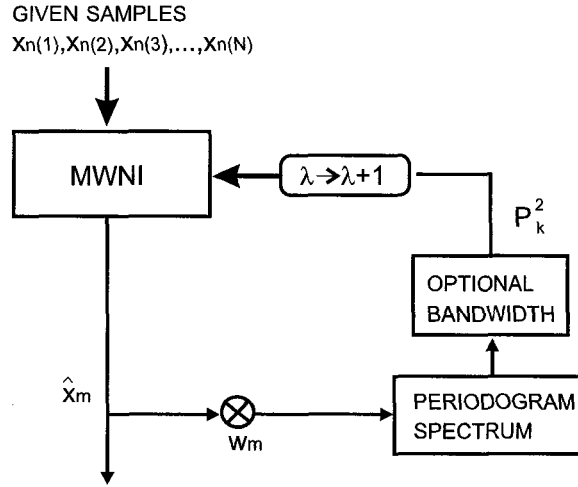 GIVEN SAMPLES
xn(1),xn(2),xn(3),...,xn(N)
MWNI
λ→λ+1
P²ₖ
OPTIONAL
BANDWIDTH
x̂m
wm
PERIODOGRAM
SPECTRUM